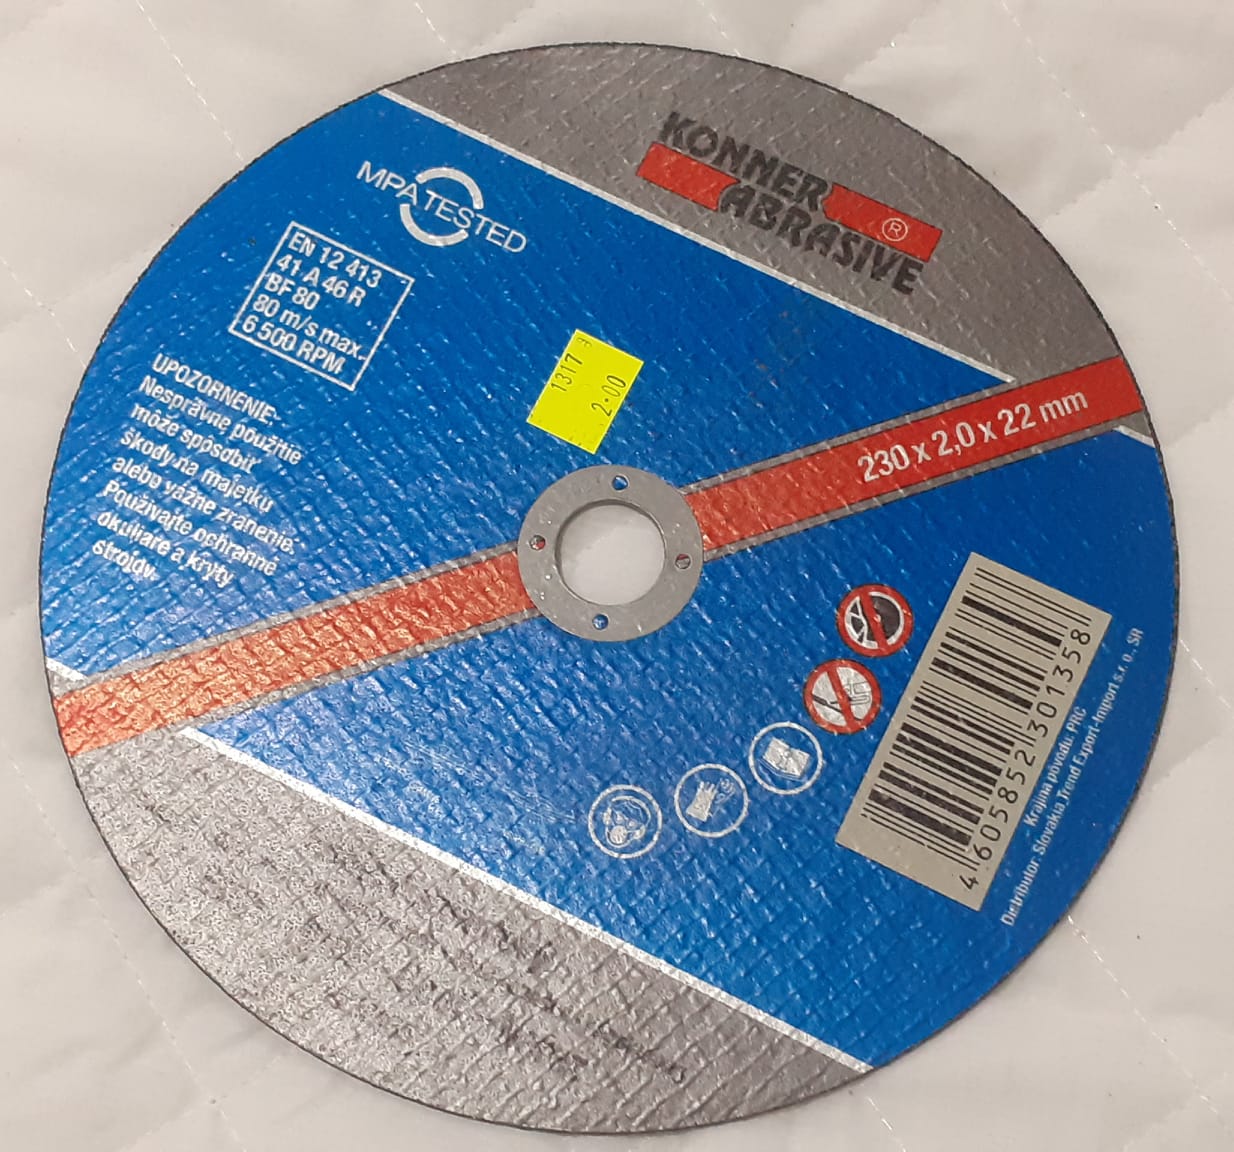 KONNER
ABRASIVE
®
MPA TESTED
EN 12 413
41 A 46 R
BF 80
80 m/s max.
6 500 RPM
1317 3
2.00
UPOZORNENIE:
Nesprávne použitie
môže spôsobiť
škody na majetku
alebo vážne zranenie.
Používajte ochranné
okuliare a kryty
strojov.
230 x 2,0 x 22 mm
4 605852 301358
Krajina pôvodu: PRC
Distribútor: Slovakia Trend Export-Import s.r.o., SR